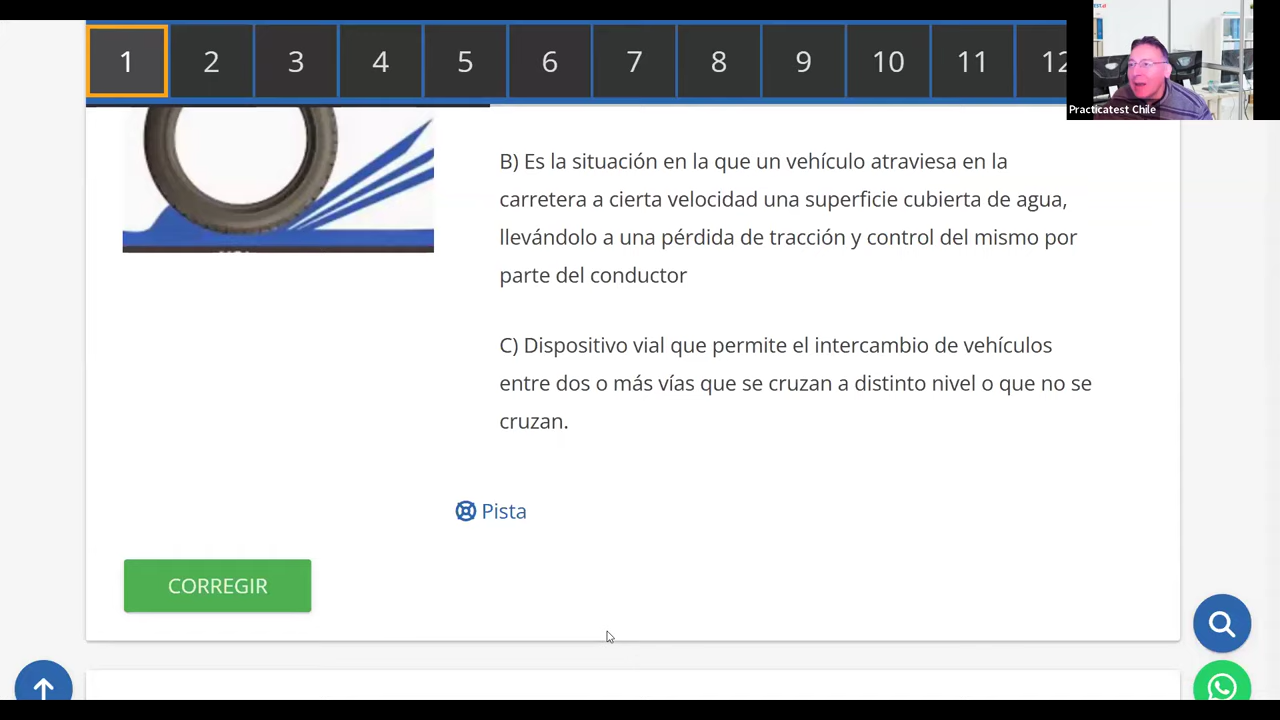 1 2 3 4 5 6 7 8 9 10 11 12
Practicatest Chile
B) Es la situación en la que un vehículo atraviesa en la
carretera a cierta velocidad una superficie cubierta de agua,
llevándolo a una pérdida de tracción y control del mismo por
parte del conductor
C) Dispositivo vial que permite el intercambio de vehículos
entre dos o más vías que se cruzan a distinto nivel o que no se
cruzan.
Pista
CORREGIR